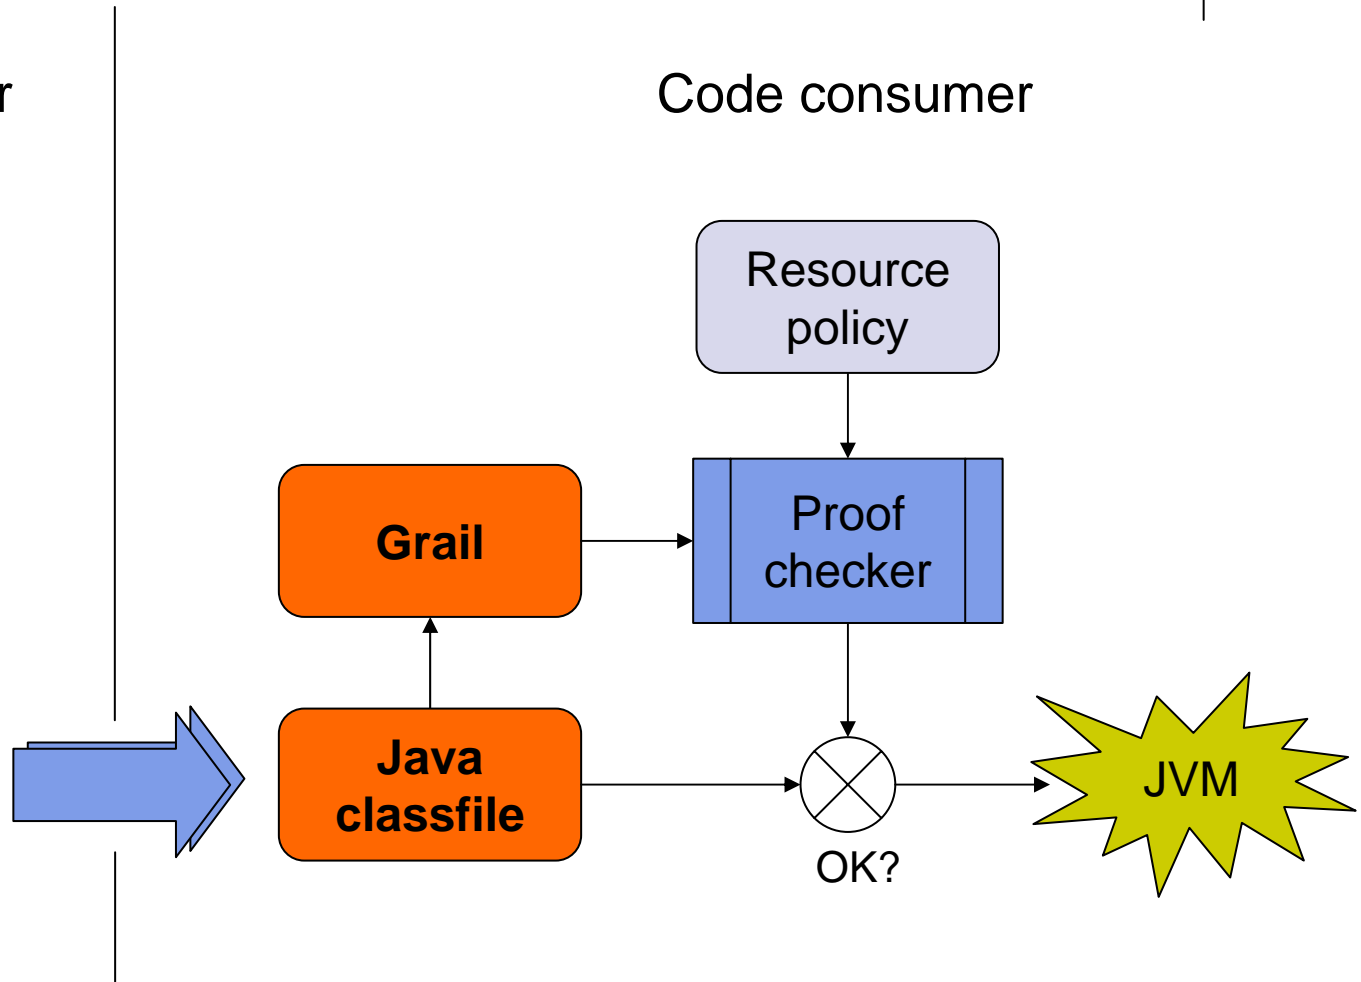 r
Code consumer
Resource
policy
Grail
Proof
checker
Java
classfile
JVM
OK?